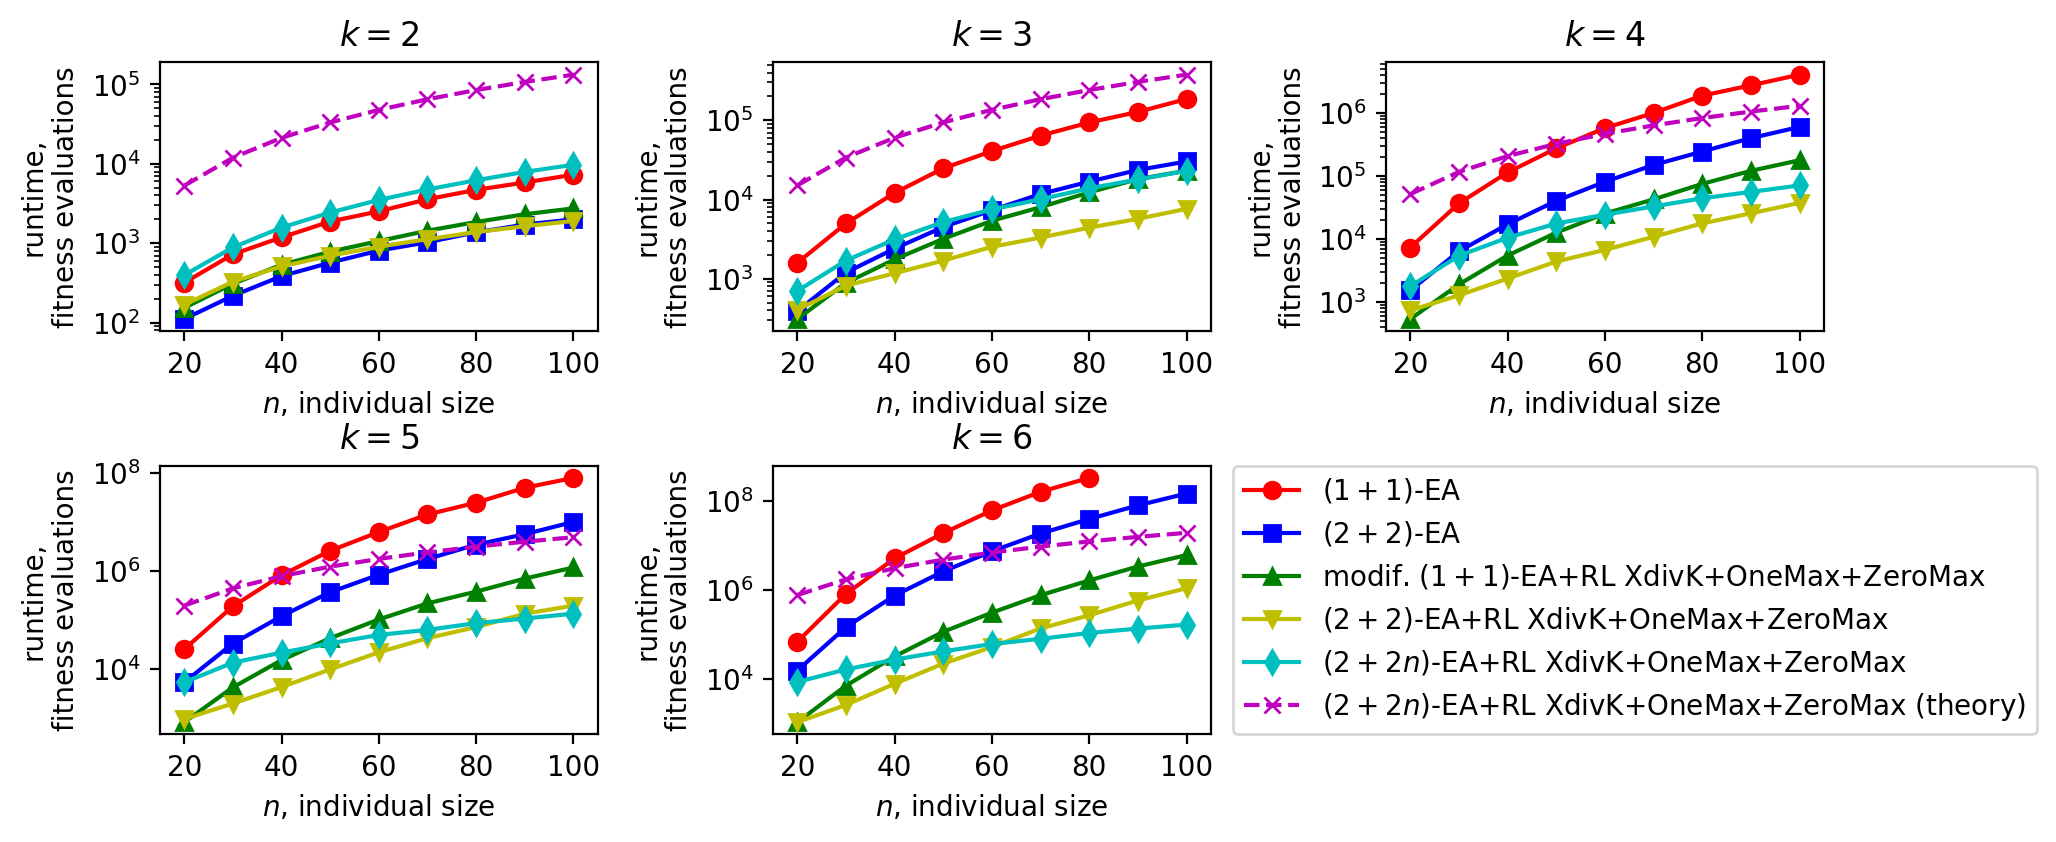 k = 2
runtime,
fitness evaluations
10^5
10^4
10^3
10^2
20 40 60 80 100
n, individual size
k = 3
runtime,
fitness evaluations
10^5
10^4
10^3
20 40 60 80 100
n, individual size
k = 4
runtime,
fitness evaluations
10^6
10^5
10^4
10^3
20 40 60 80 100
n, individual size
k = 5
runtime,
fitness evaluations
10^8
10^6
10^4
20 40 60 80 100
n, individual size
k = 6
runtime,
fitness evaluations
10^8
10^6
10^4
20 40 60 80 100
n, individual size
(1 + 1)-EA
(2 + 2)-EA
modif. (1 + 1)-EA+RL XdivK+OneMax+ZeroMax
(2 + 2)-EA+RL XdivK+OneMax+ZeroMax
(2 + 2n)-EA+RL XdivK+OneMax+ZeroMax
(2 + 2n)-EA+RL XdivK+OneMax+ZeroMax (theory)